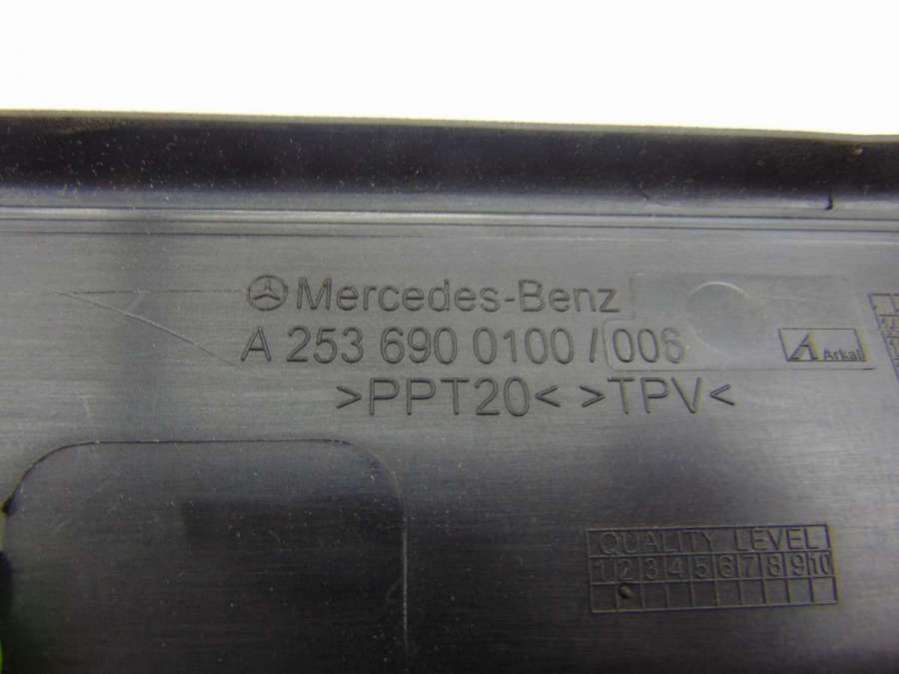 Mercedes-Benz
A 253 690 0100 / 006
Arkal
>PPT20< >TPV<
QUALITY LEVEL
1 2 3 4 5 6 7 8 9 10